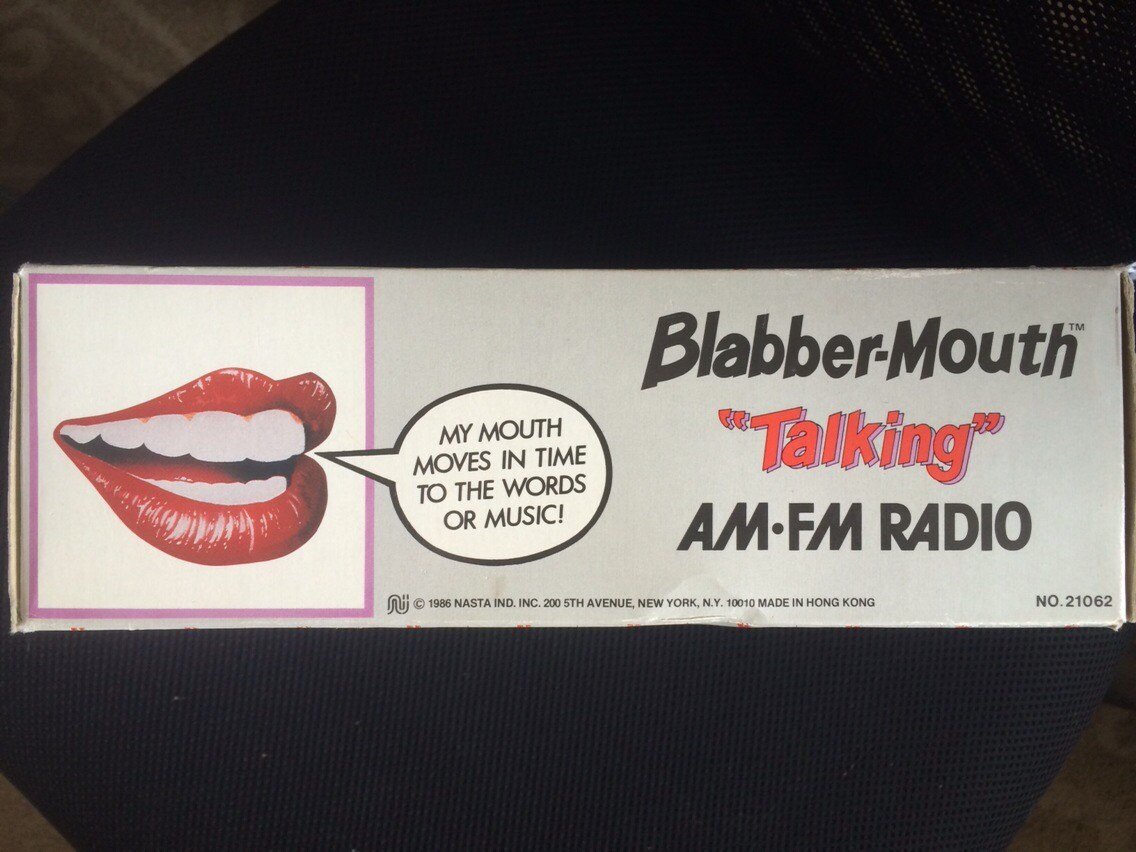 Blabber-Mouth™
"Talking"
AM•FM RADIO
MY MOUTH
MOVES IN TIME
TO THE WORDS
OR MUSIC!
© 1986 NASTA IND. INC. 200 5TH AVENUE, NEW YORK, N.Y. 10010 MADE IN HONG KONG
NO. 21062